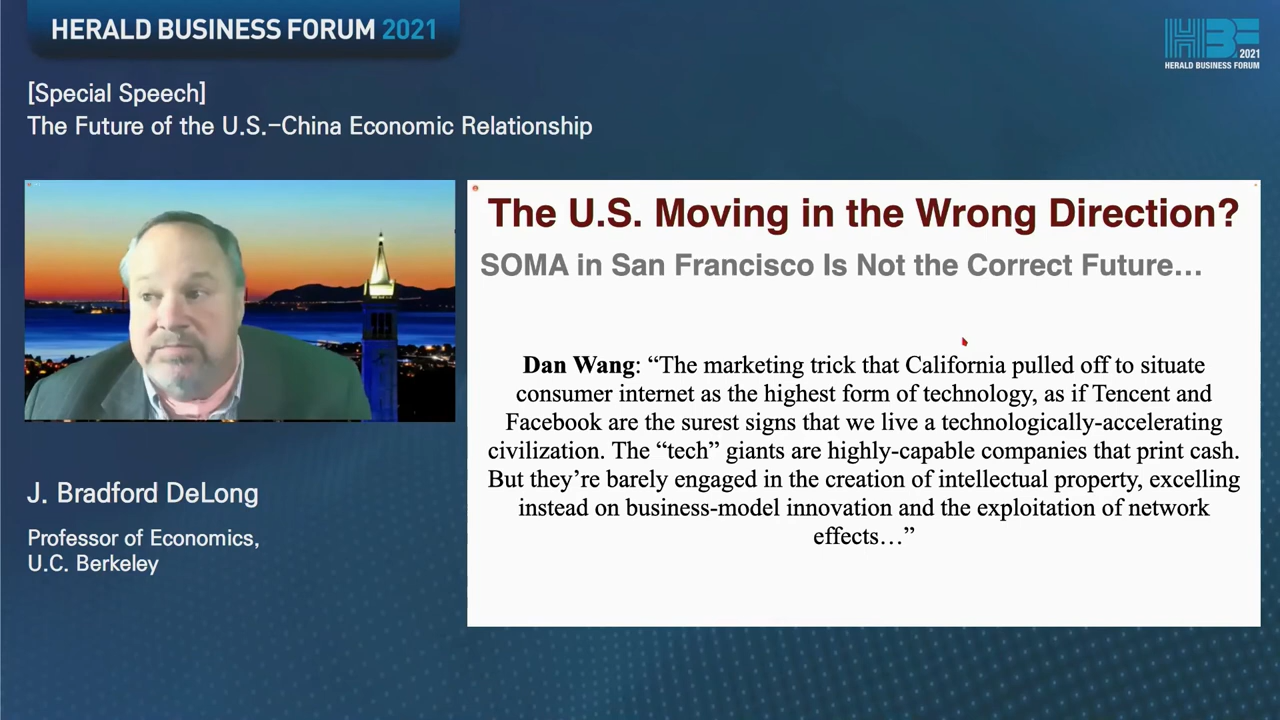 HERALD BUSINESS FORUM 2021
HBF 2021
HERALD BUSINESS FORUM
[Special Speech]
The Future of the U.S.-China Economic Relationship
The U.S. Moving in the Wrong Direction?
SOMA in San Francisco Is Not the Correct Future…
Dan Wang: “The marketing trick that California pulled off to situate
consumer internet as the highest form of technology, as if Tencent and
Facebook are the surest signs that we live a technologically-accelerating
civilization. The “tech” giants are highly-capable companies that print cash.
But they’re barely engaged in the creation of intellectual property, excelling
instead on business-model innovation and the exploitation of network
effects…”
J. Bradford DeLong
Professor of Economics,
U.C. Berkeley